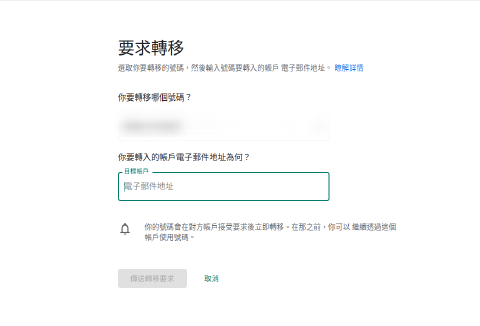 要求轉移
選取你要轉移的號碼，然後輸入號碼要轉入的帳戶 電子郵件地址。 瞭解詳情
你要轉移哪個號碼？
你要轉入的帳戶電子郵件地址為何？
目標帳戶
電子郵件地址
你的號碼會在對方帳戶接受要求後立即轉移。在那之前，你可以 繼續透過這個
帳戶使用號碼。
傳送轉移要求 取消